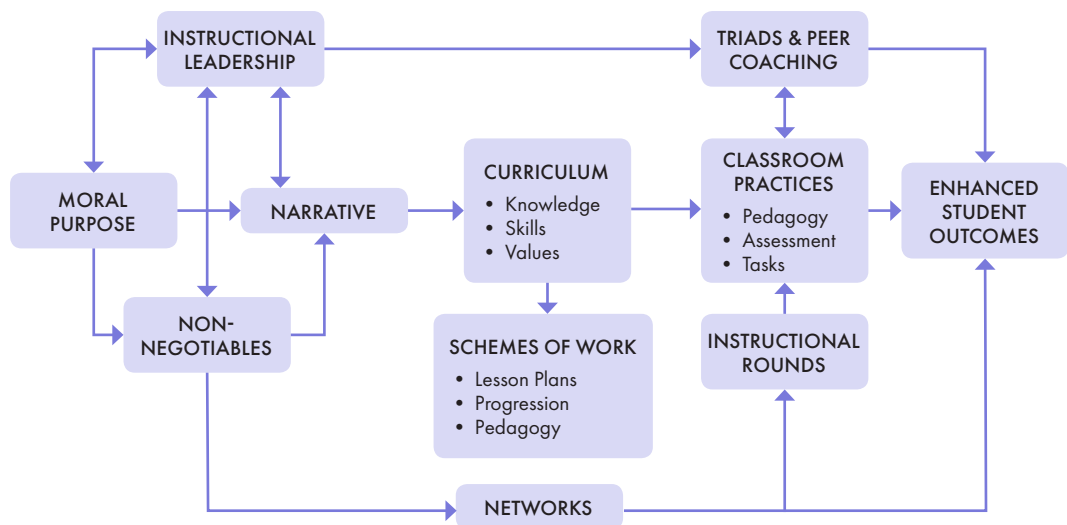 INSTRUCTIONAL
LEADERSHIP
TRIADS & PEER
COACHING
MORAL
PURPOSE
NARRATIVE
CURRICULUM
• Knowledge
• Skills
• Values
CLASSROOM
PRACTICES
• Pedagogy
• Assessment
• Tasks
ENHANCED
STUDENT
OUTCOMES
NON-
NEGOTIABLES
SCHEMES OF WORK
• Lesson Plans
• Progression
• Pedagogy
INSTRUCTIONAL
ROUNDS
NETWORKS